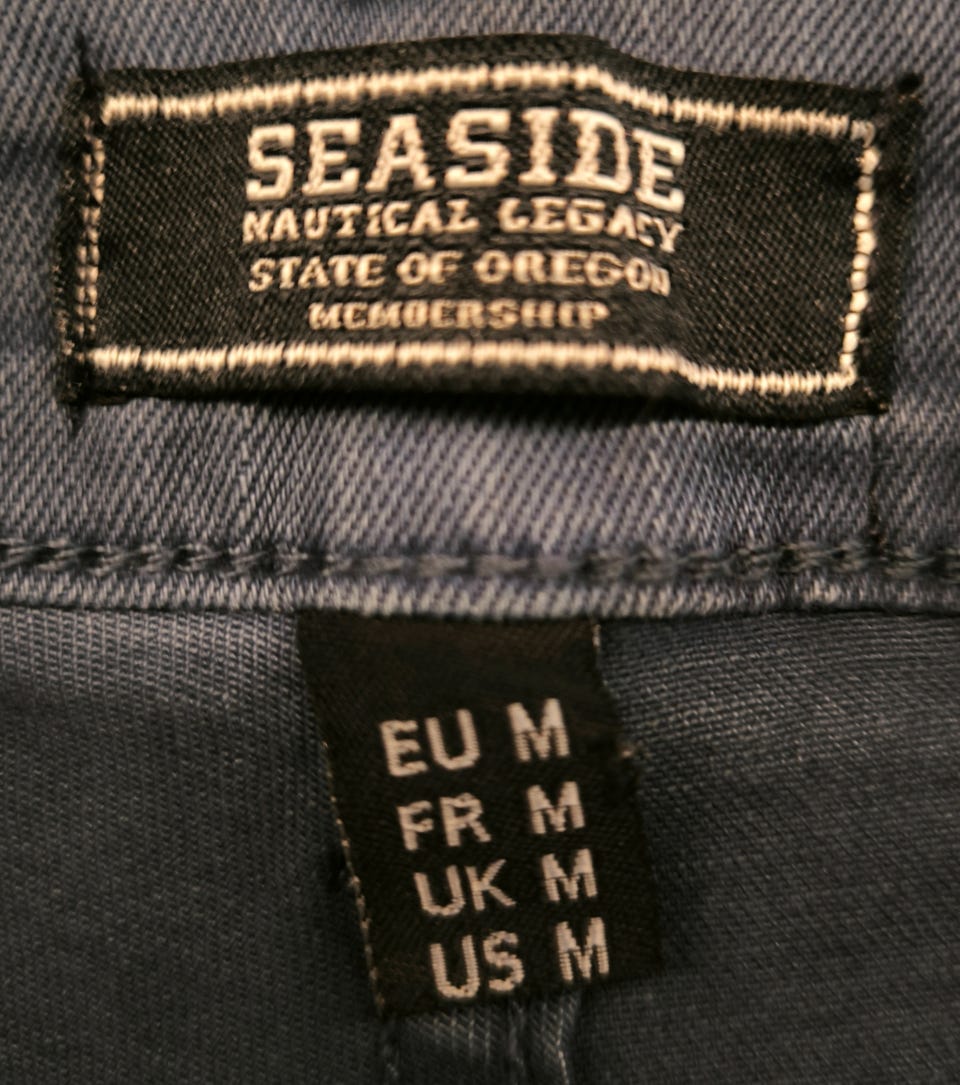 SEASIDE
NAUTICAL LEGACY
STATE OF OREGON
MEMBERSHIP
EU M
FR M
UK M
US M